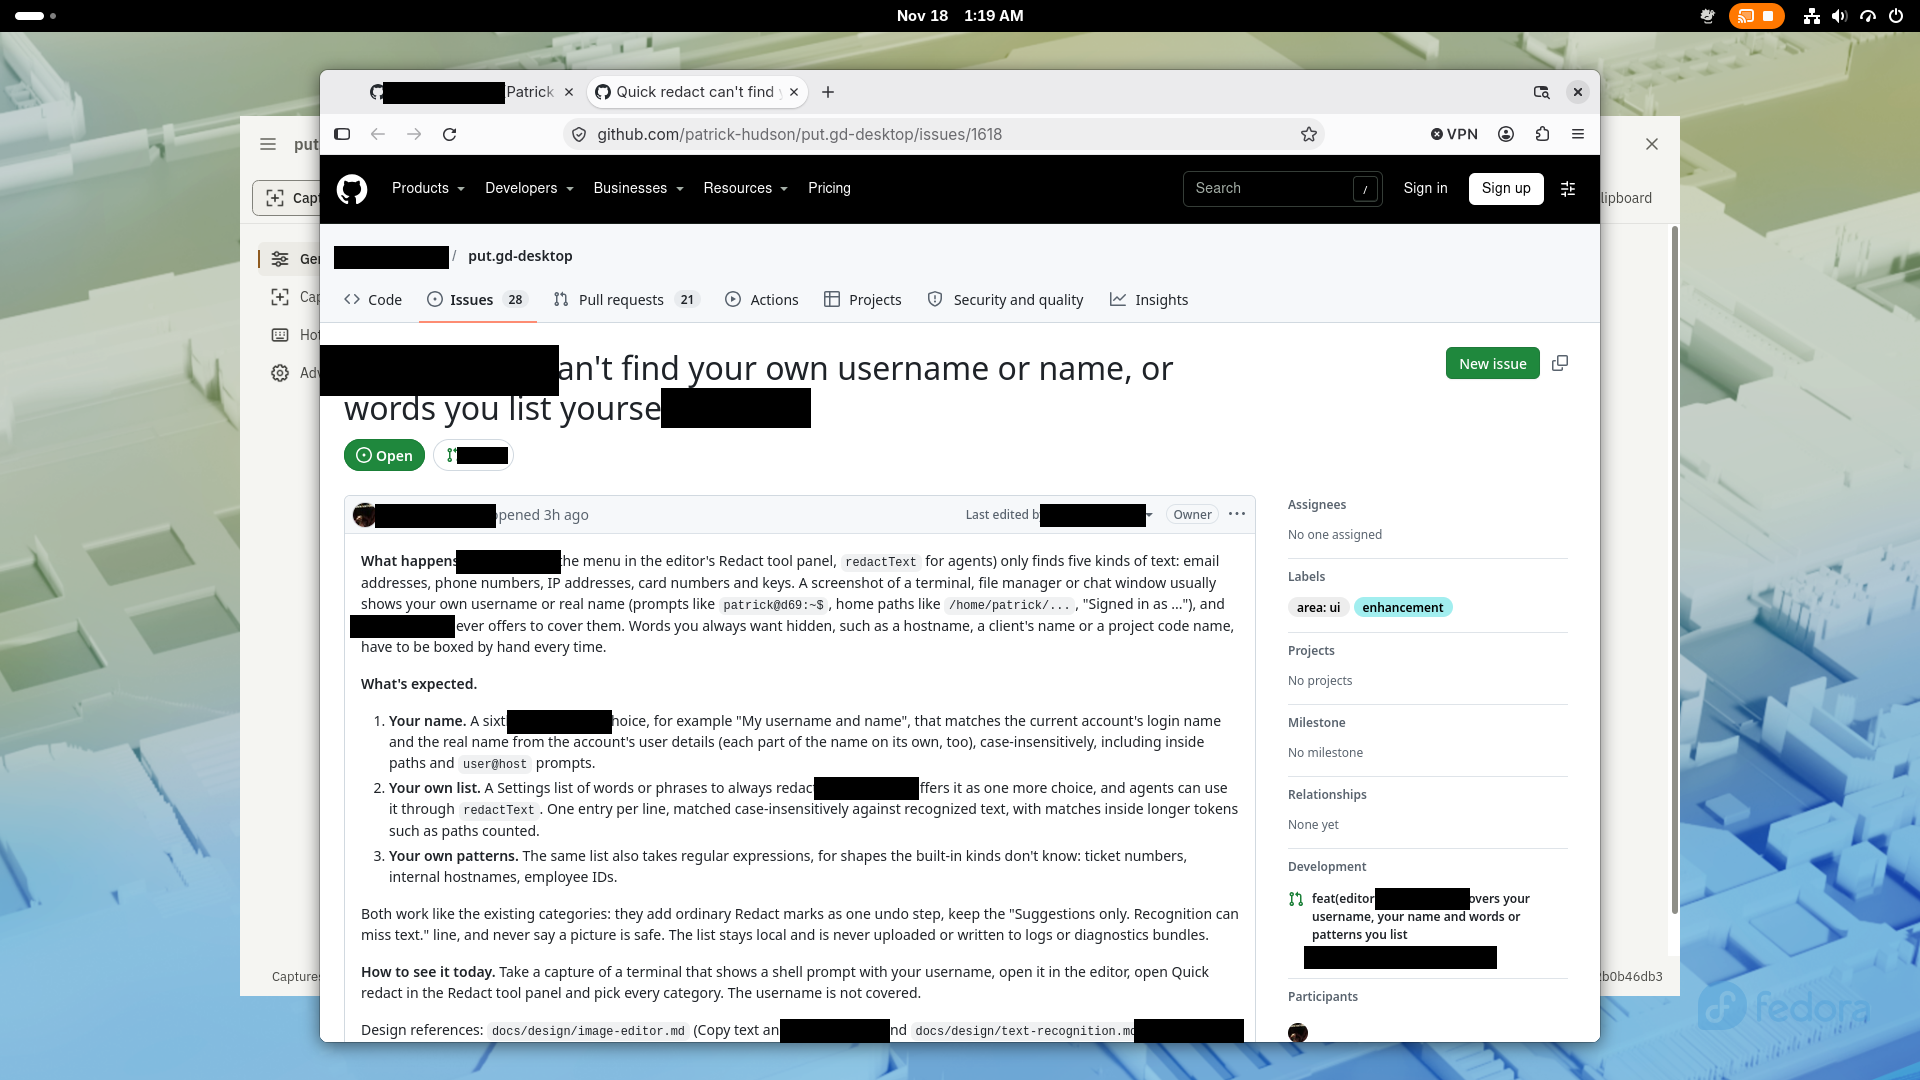 Nov 18 1:19 AM
Patrick
Quick redact can't find
github.com/patrick-hudson/put.gd-desktop/issues/1618
VPN
put
Products Developers Businesses Resources Pricing
Search /
Sign in
Sign up
Capt
lipboard
/ put.gd-desktop
Ger
Cap
Hot
Adv
Code Issues 28 Pull requests 21 Actions Projects Security and quality Insights
an't find your own username or name, or
words you list yourse
New issue
Open
opened 3h ago
Last edited b
Owner
What happens the menu in the editor's Redact tool panel, redactText for agents) only finds five kinds of text: email
addresses, phone numbers, IP addresses, card numbers and keys. A screenshot of a terminal, file manager or chat window usually
shows your own username or real name (prompts like patrick@d69:~$ , home paths like /home/patrick/... , "Signed in as ..."), and
ever offers to cover them. Words you always want hidden, such as a hostname, a client's name or a project code name,
have to be boxed by hand every time.
What's expected.
1. Your name. A sixt hoice, for example "My username and name", that matches the current account's login name
and the real name from the account's user details (each part of the name on its own, too), case-insensitively, including inside
paths and user@host prompts.
2. Your own list. A Settings list of words or phrases to always redac ffers it as one more choice, and agents can use
it through redactText . One entry per line, matched case-insensitively against recognized text, with matches inside longer tokens
such as paths counted.
3. Your own patterns. The same list also takes regular expressions, for shapes the built-in kinds don't know: ticket numbers,
internal hostnames, employee IDs.
Both work like the existing categories: they add ordinary Redact marks as one undo step, keep the "Suggestions only. Recognition can
miss text." line, and never say a picture is safe. The list stays local and is never uploaded or written to logs or diagnostics bundles.
How to see it today. Take a capture of a terminal that shows a shell prompt with your username, open it in the editor, open Quick
redact in the Redact tool panel and pick every category. The username is not covered.
Design references: docs/design/image-editor.md (Copy text an nd docs/design/text-recognition.md
Assignees
No one assigned
Labels
area: ui enhancement
Projects
No projects
Milestone
No milestone
Relationships
None yet
Development
feat(editor overs your
username, your name and words or
patterns you list
Participants
Captures
2b0b46db3
fedora